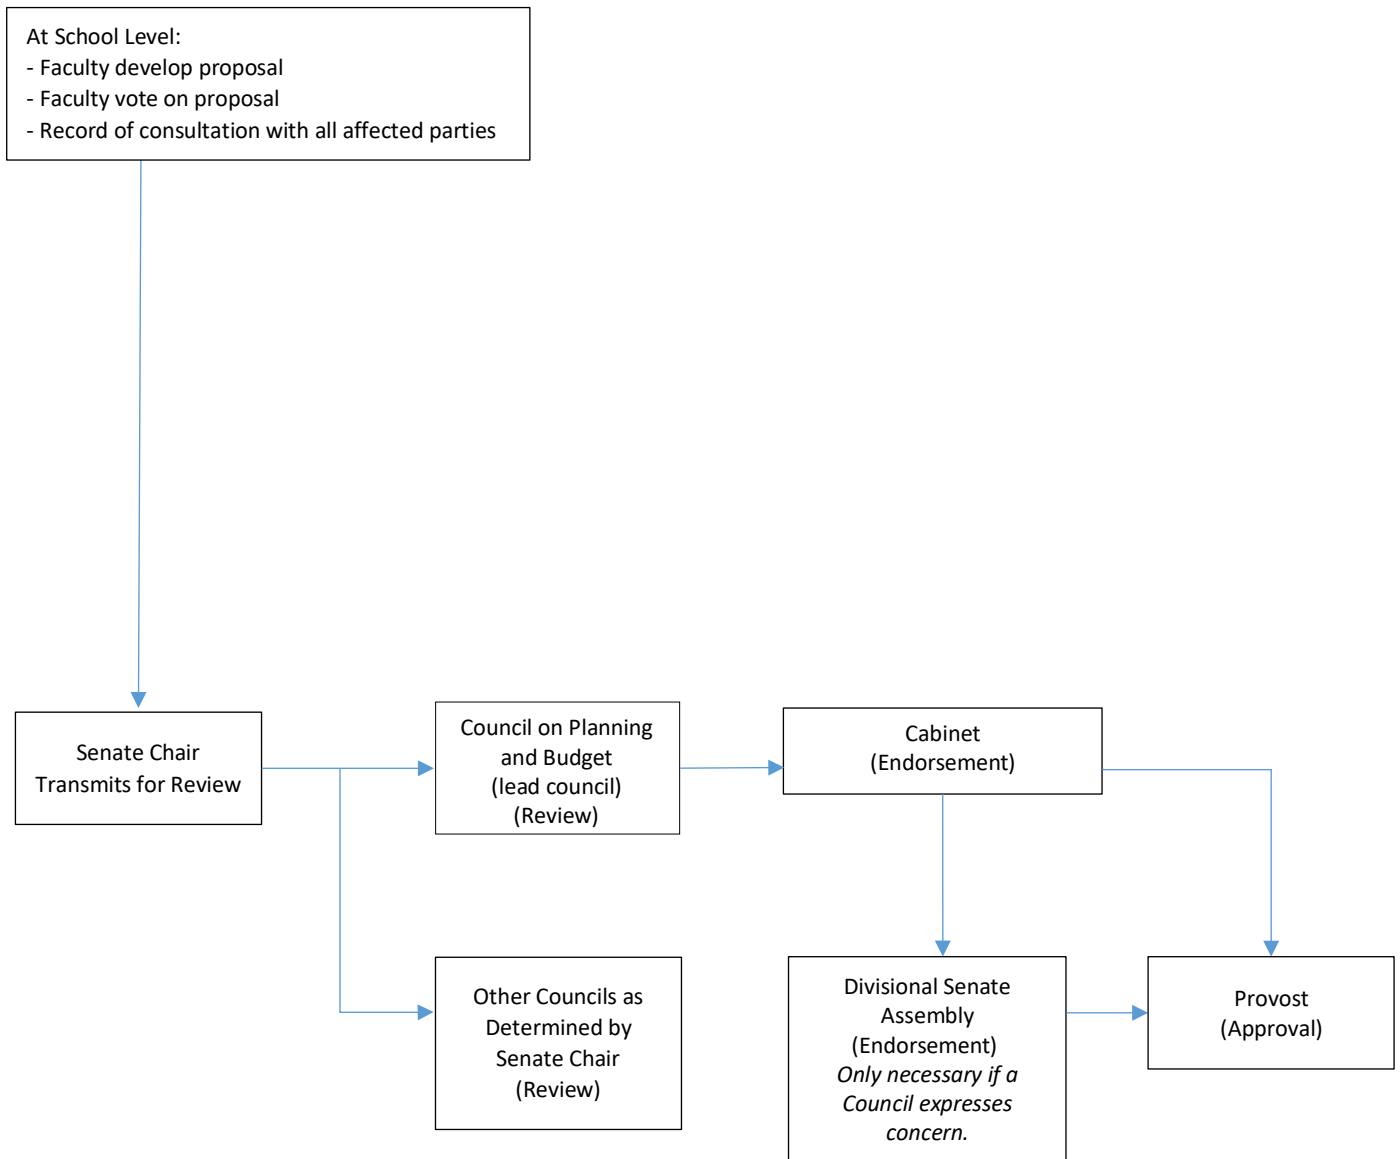 At School Level:
- Faculty develop proposal
- Faculty vote on proposal
- Record of consultation with all affected parties
Senate Chair
Transmits for Review
Council on Planning
and Budget
(lead council)
(Review)
Cabinet
(Endorsement)
Other Councils as
Determined by
Senate Chair
(Review)
Divisional Senate
Assembly
(Endorsement)
Only necessary if a
Council expresses
concern.
Provost
(Approval)